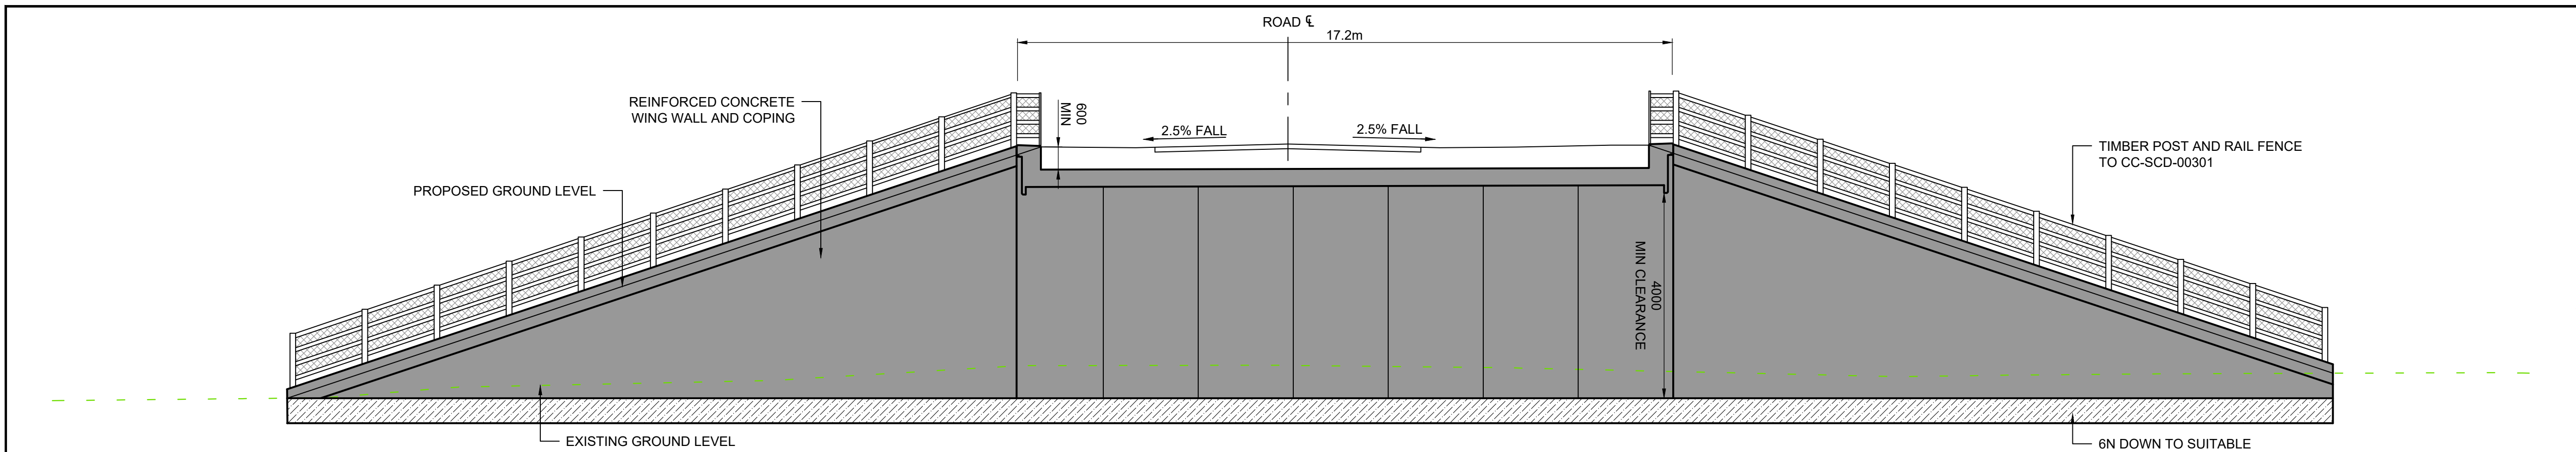 ROAD ℄
17.2m
REINFORCED CONCRETE
WING WALL AND COPING
600
MIN
2.5% FALL
2.5% FALL
TIMBER POST AND RAIL FENCE
TO CC-SCD-00301
PROPOSED GROUND LEVEL
4000
MIN CLEARANCE
EXISTING GROUND LEVEL
6N DOWN TO SUITABLE